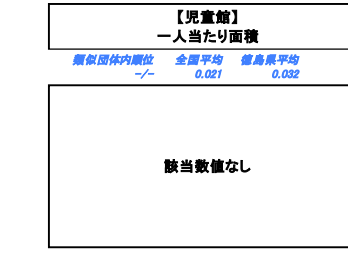 【児童館】
一人当たり面積
類似団体内順位 全国平均 徳島県平均
-/- 0.021 0.032
該当数値なし